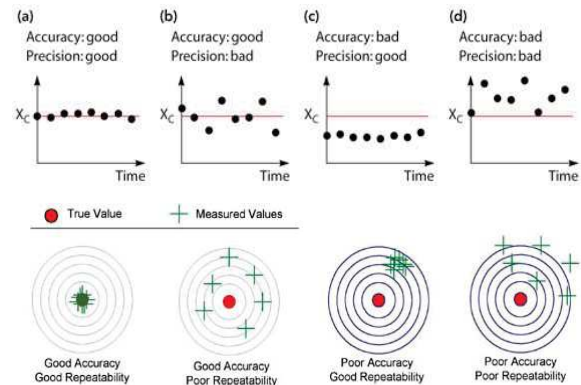 (a)
Accuracy: good
Precision: good
X_C
Time
(b)
Accuracy: good
Precision: bad
X_C
Time
(c)
Accuracy: bad
Precision: good
X_C
Time
(d)
Accuracy: bad
Precision: bad
X_C
Time
True Value
Measured Values
Good Accuracy
Good Repeatability
Good Accuracy
Poor Repeatability
Poor Accuracy
Good Repeatability
Poor Accuracy
Poor Repeatability